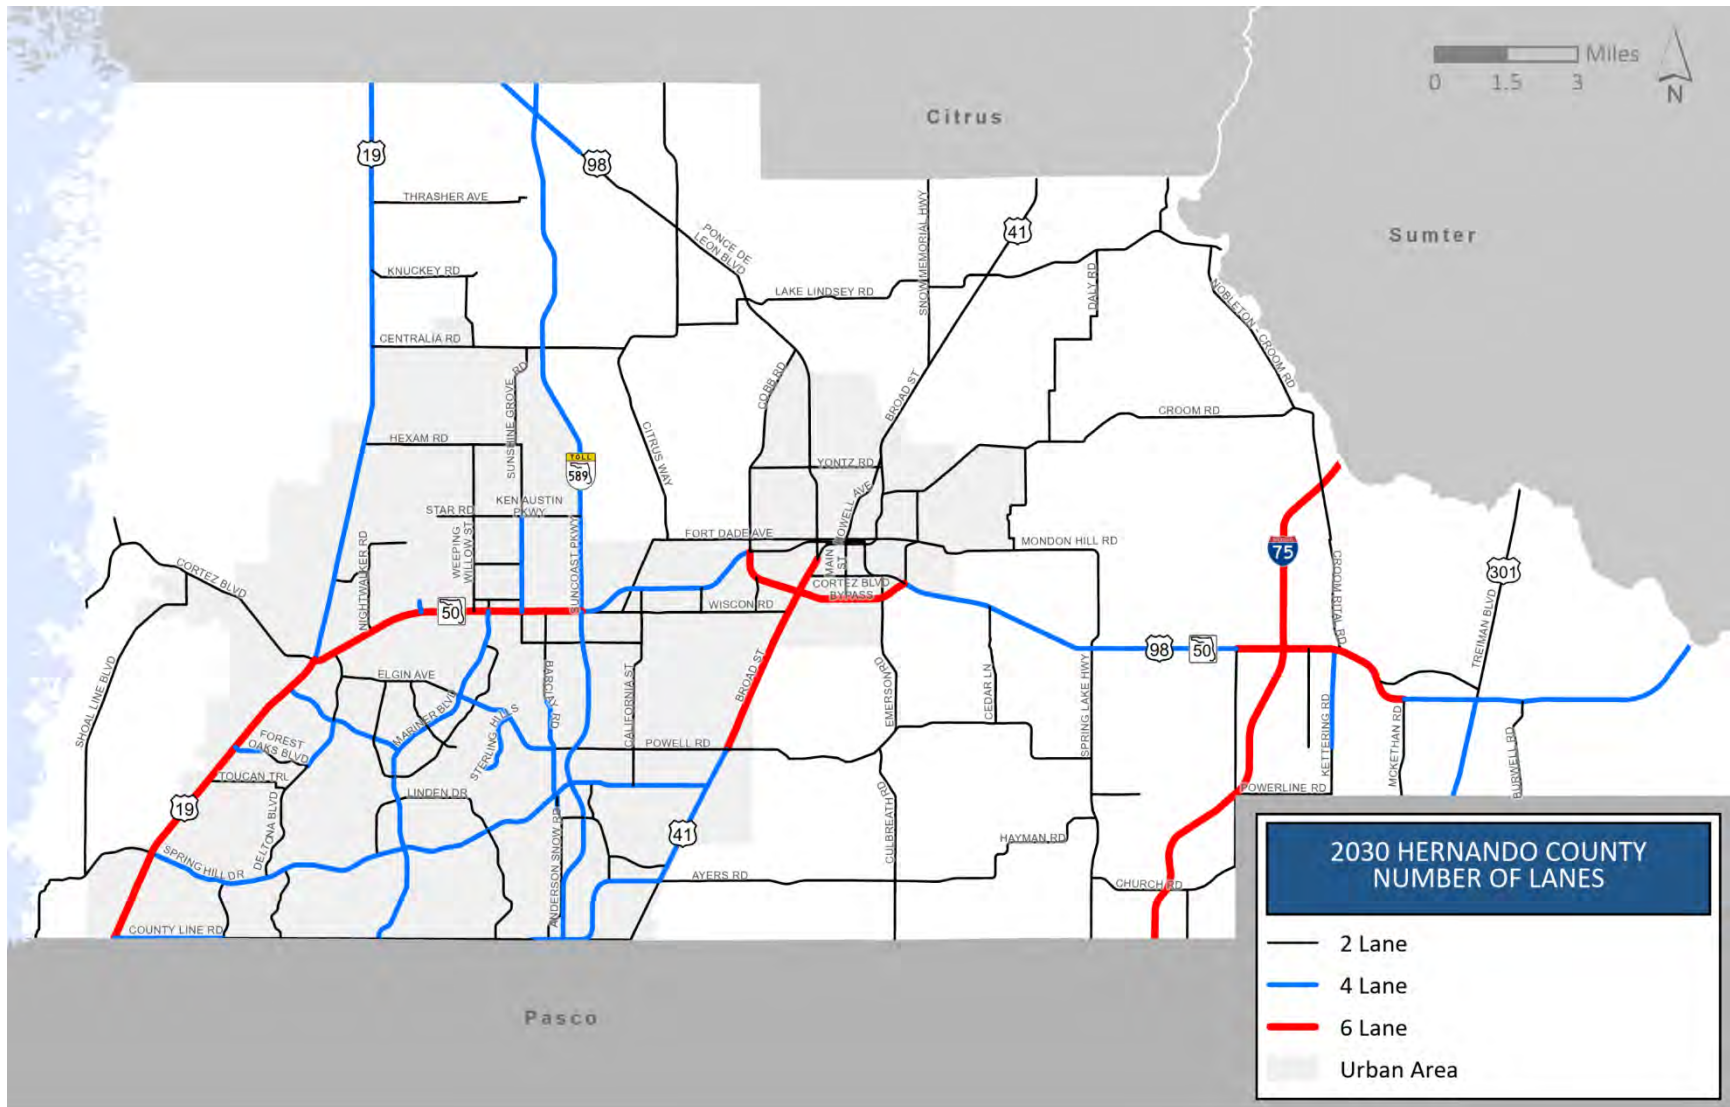 Miles
0 1.5 3
N
Citrus
Sumter
Pasco
19
98
41
THRASHER AVE
PONCE DE
LEON BLVD
SNOW MEMORIAL HWY
KNUCKEY RD
LAKE LINDSEY RD
DALY RD
NOBLETON - CROOM RD
CENTRALIA RD
SUNSHINE GROVE RD
COBB RD
BROAD ST
CROOM RD
HEXAM RD
CITRUS WAY
TOLL
589
YONTZ RD
HOWELL AVE
KEN AUSTIN
PKWY
STAR RD
WEEPING
WILLOW ST
NIGHTWALKER RD
SUNCOAST PKWY
FORT DADE AVE
MAIN
ST
MONDON HILL RD
75
CROOM RITAL RD
301
TREIMAN BLVD
CORTEZ BLVD
50
WISCON RD
CORTEZ BLVD
BYPASS
98
50
SHOAL LINE BLVD
ELGIN AVE
MARINER BLVD
STERLING HILLS
BARCLAY RD
CALIFORNIA ST
BROAD ST
EMERSON RD
CEDAR LN
SPRING LAKE HWY
KETTERING RD
MCKETHAN RD
BURWELL RD
FOREST
OAKS BLVD
POWELL RD
TOUCAN TRL
POWERLINE RD
19
LINDEN DR
DELTONA BLVD
ANDERSON SNOW RD
41
CULBREATH RD
HAYMAN RD
SPRING HILL DR
AYERS RD
CHURCH RD
COUNTY LINE RD
2030 HERNANDO COUNTY
NUMBER OF LANES
2 Lane
4 Lane
6 Lane
Urban Area